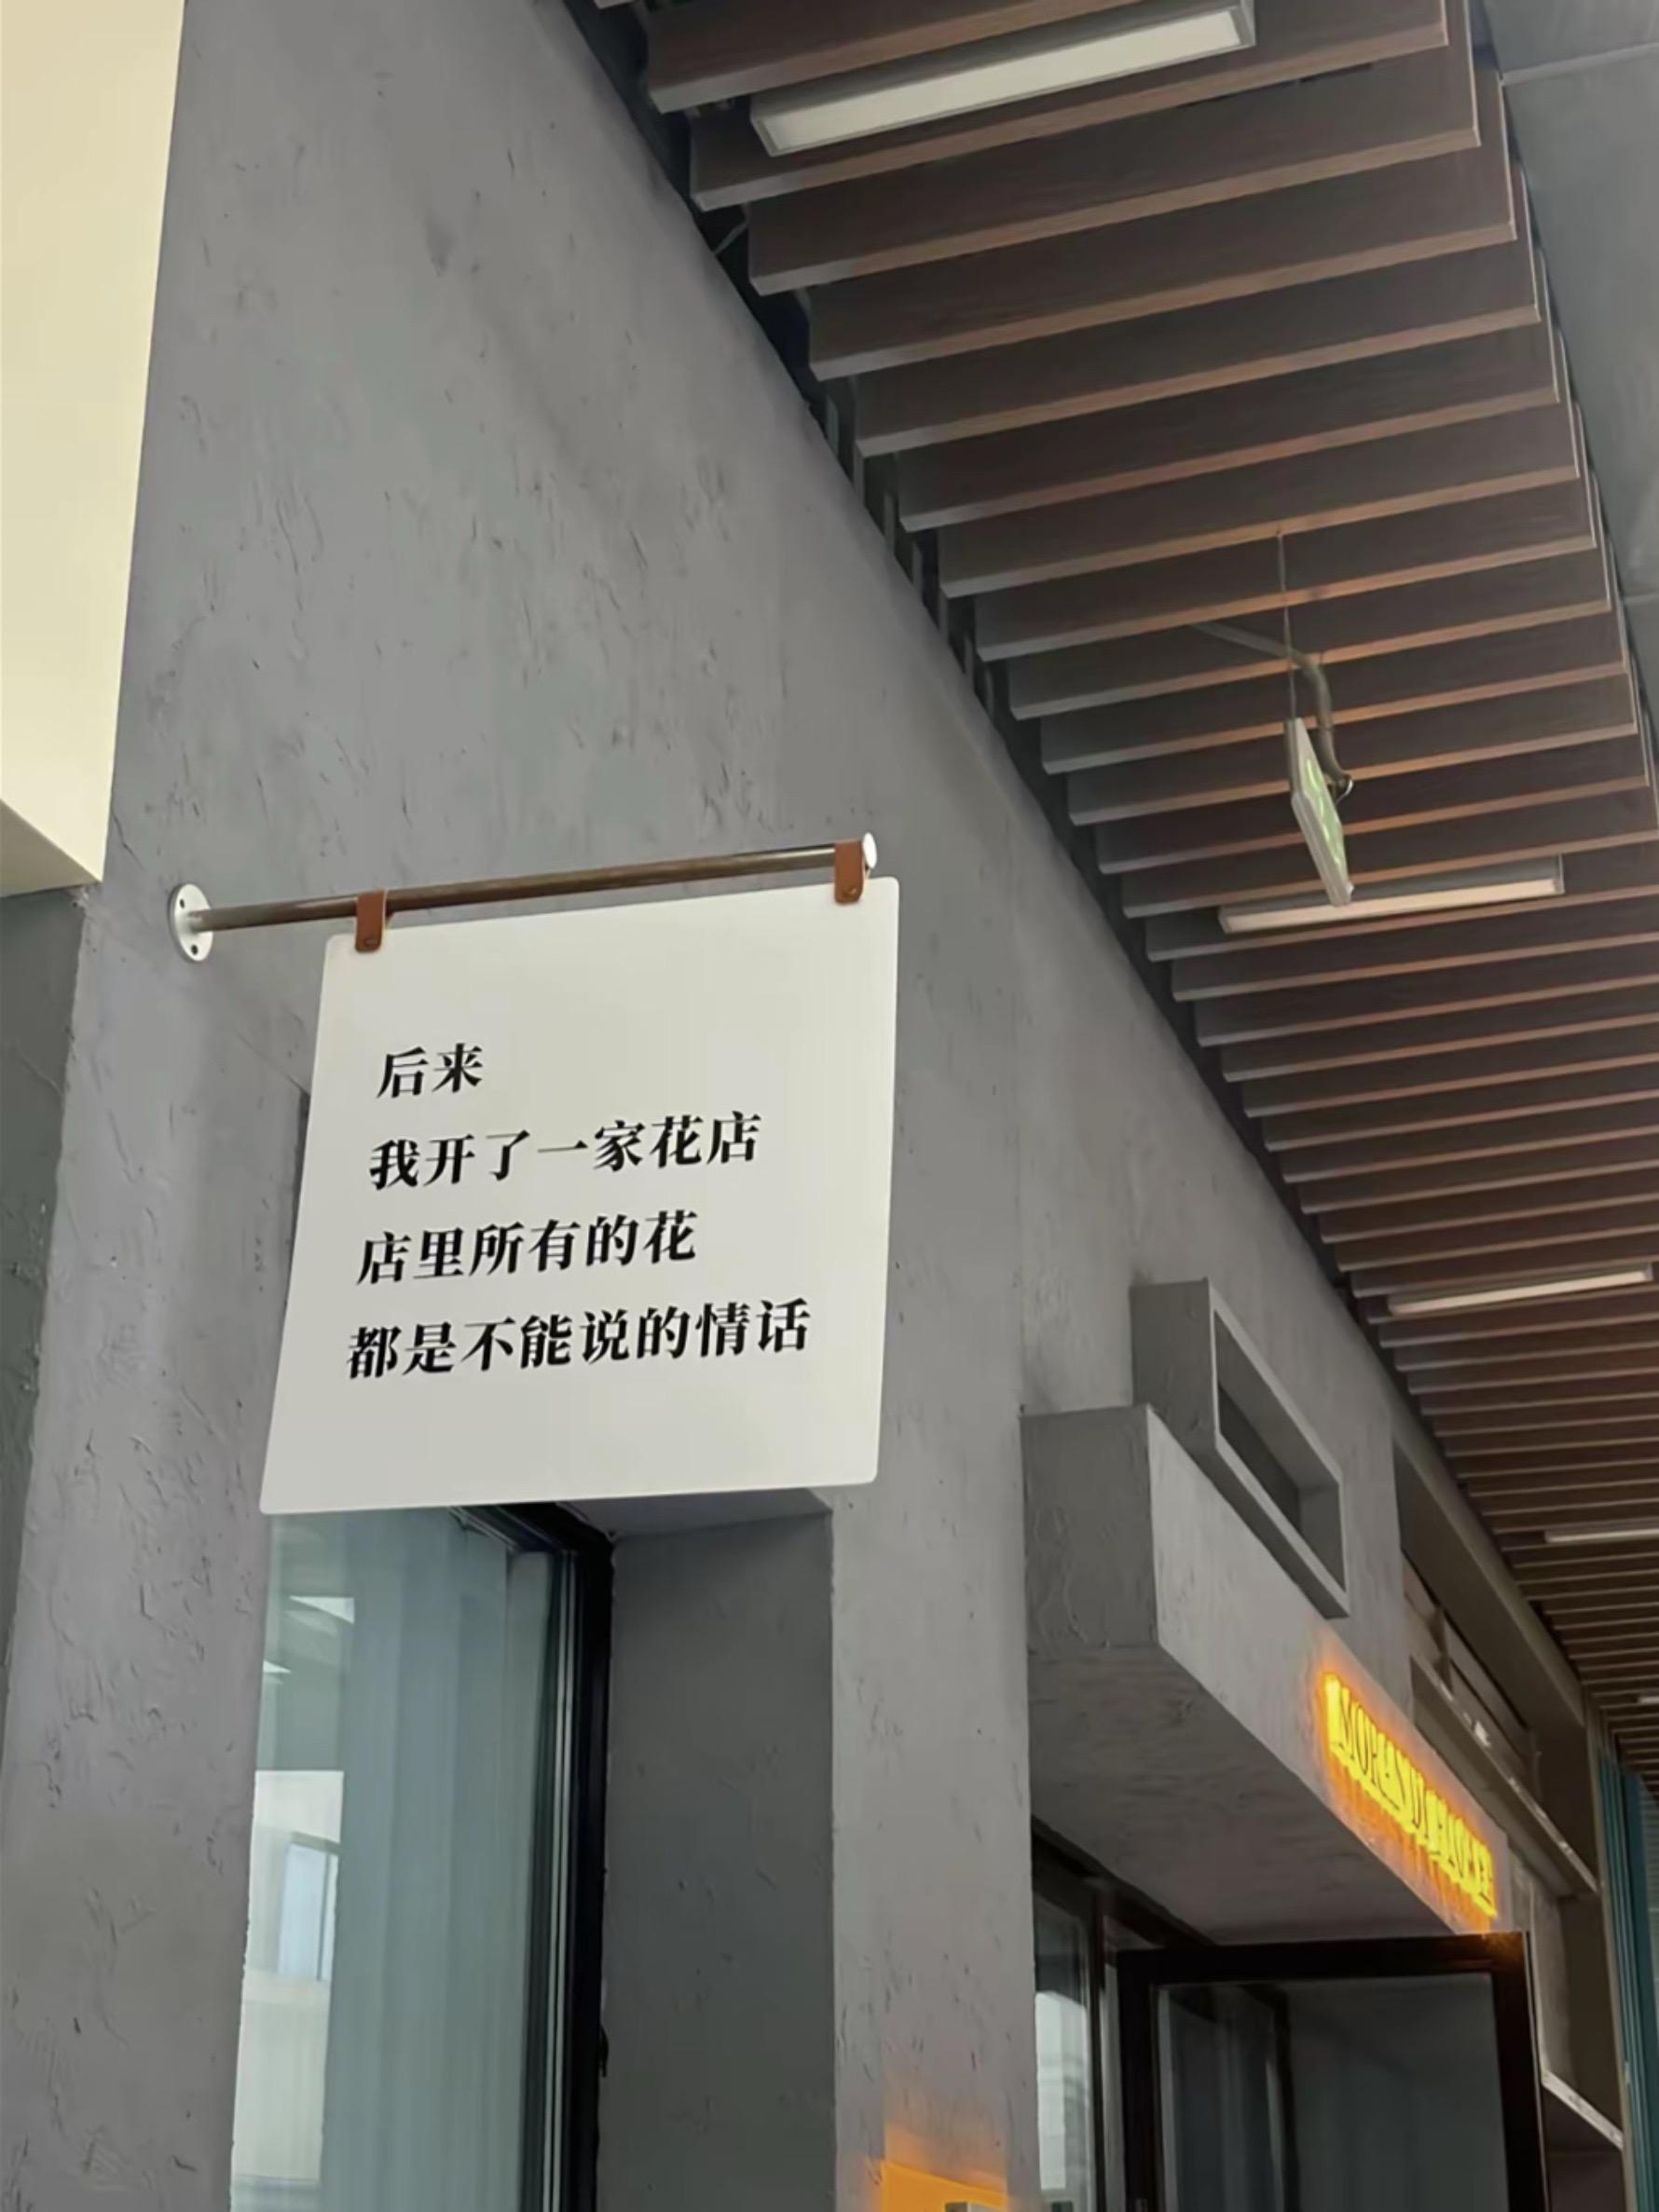 后来
我开了一家花店
店里所有的花
都是不能说的情话